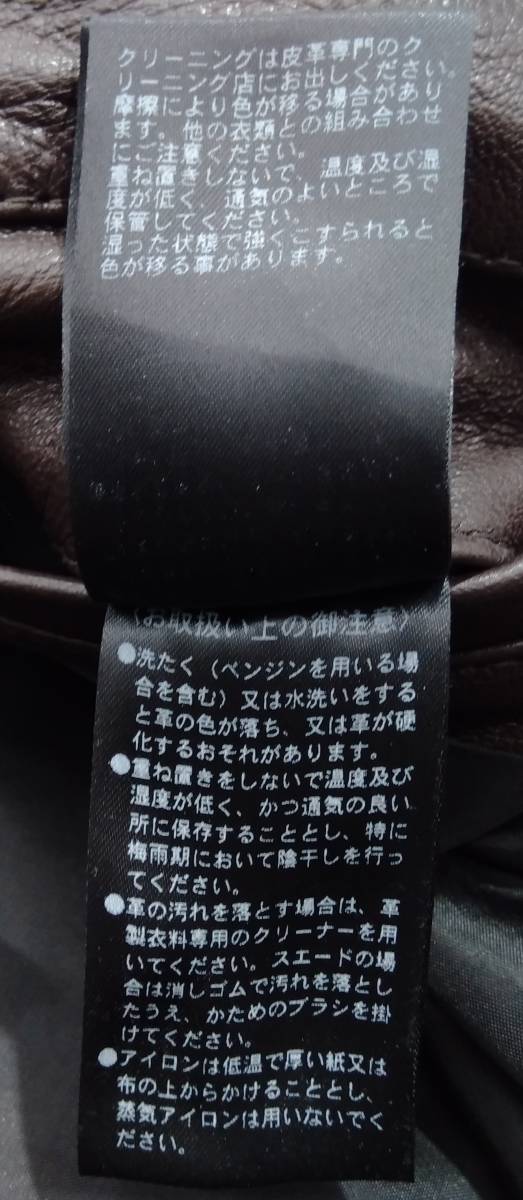 クリーニングは皮革専門のク
リーニング店にお出しください。
摩擦により色が移る場合があり
ます。他の衣類との組み合わせ
にご注意ください。
重ね置きしないで、温度及び湿
度が低く、通気のよいところで
保管してください。
湿った状態で強くこすられると
色が移る事があります。
〈お取扱い上の御注意〉
●洗たく（ベンジンを用いる場
合を含む）又は水洗いをする
と革の色が落ち、又は革が硬
化するおそれがあります。
●重ね置きをしないで温度及び
湿度が低く、かつ通気の良い
所に保存することとし、特に
梅雨期において陰干しを行っ
てください。
●革の汚れを落とす場合は、革
製衣料専用のクリーナーを用
いてください。スエードの場
合は消しゴムで汚れを落とし
たうえ、かためのブラシを掛
けてください。
●アイロンは低温で厚い紙又は
布の上からかけることとし、
蒸気アイロンは用いないでく
ださい。